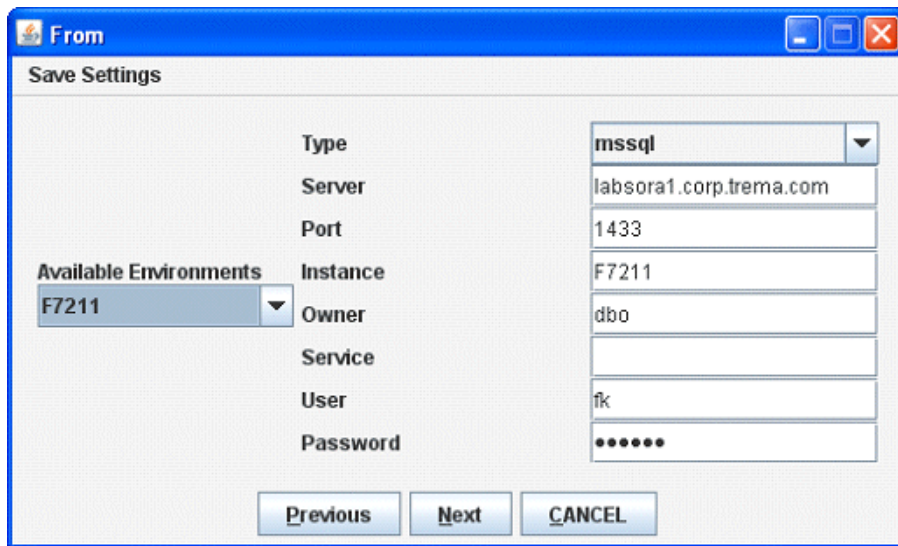 From
Save Settings
Type
mssql
Server
labsora1.corp.trema.com
Port
1433
Available Environments
F7211
Instance
F7211
Owner
dbo
Service
User
fk
Password
••••••
Previous
Next
CANCEL